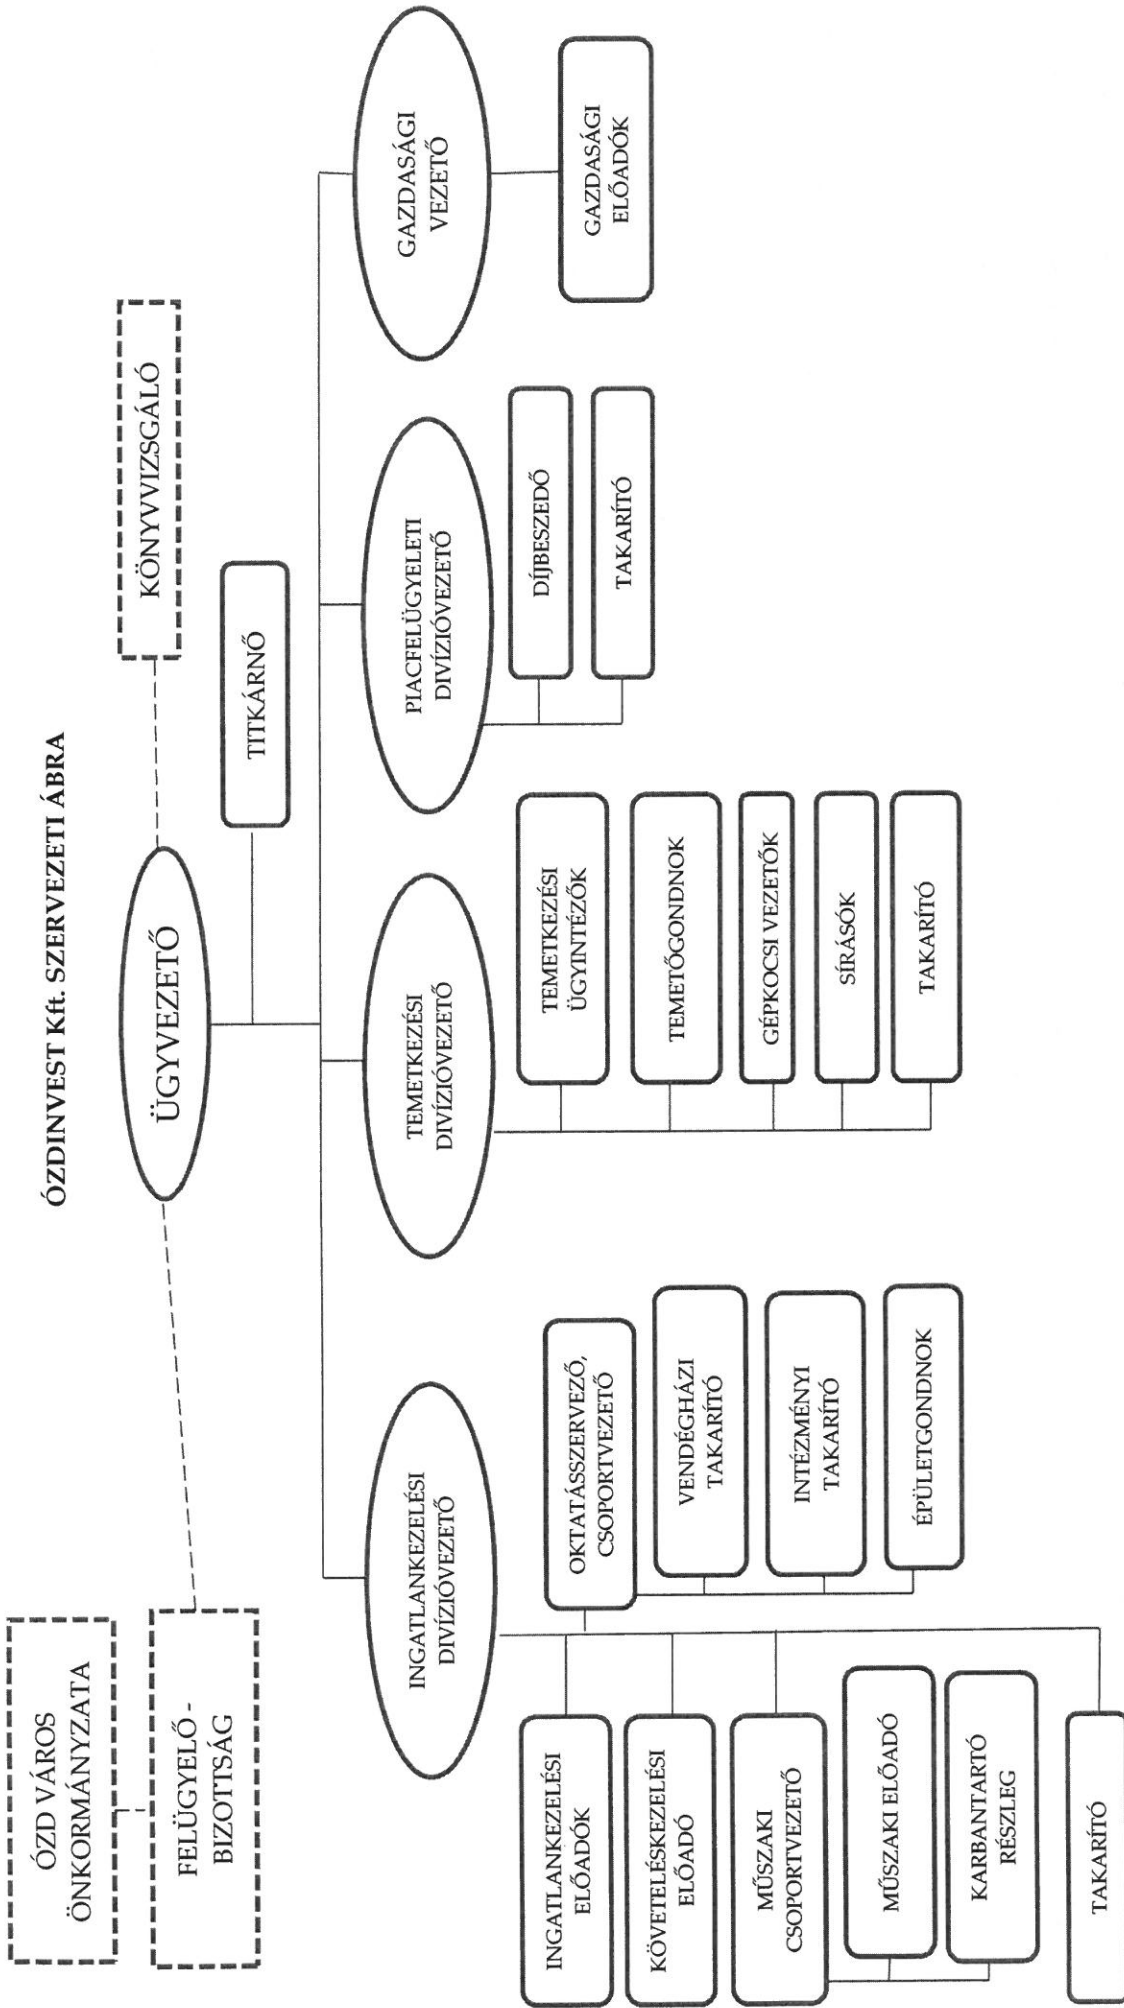 ÓZDINVEST Kft. SZERVEZETI ÁBRA
ÓZD VÁROS
ÖNKORMÁNYZATA
FELÜGYELŐ -
BIZOTTSÁG
ÜGYVEZETŐ
KÖNYVVIZSGÁLÓ
TITKÁRNŐ
INGATLANKEZELÉSI
DIVÍZIÓVEZETŐ
TEMETKEZÉSI
DIVÍZIÓVEZETŐ
PIACFELÜGYELETI
DIVÍZIÓVEZETŐ
GAZDASÁGI
VEZETŐ
INGATLANKEZELÉSI
ELŐADÓK
KÖVETELÉSKEZELÉSI
ELŐADÓ
MŰSZAKI
CSOPORTVEZETŐ
MŰSZAKI ELŐADÓ
KARBANTARTÓ
RÉSZLEG
TAKARÍTÓ
OKTATÁSSZERVEZŐ,
CSOPORTVEZETŐ
VENDÉGHÁZI
TAKARÍTÓ
INTÉZMÉNYI
TAKARÍTÓ
ÉPÜLETGONDNOK
TEMETKEZÉSI
ÜGYINTÉZŐK
TEMETŐGONDNOK
GÉPKOCSI VEZETŐK
SÍRÁSÓK
TAKARÍTÓ
DÍJBESZEDŐ
TAKARÍTÓ
GAZDASÁGI
ELŐADÓK